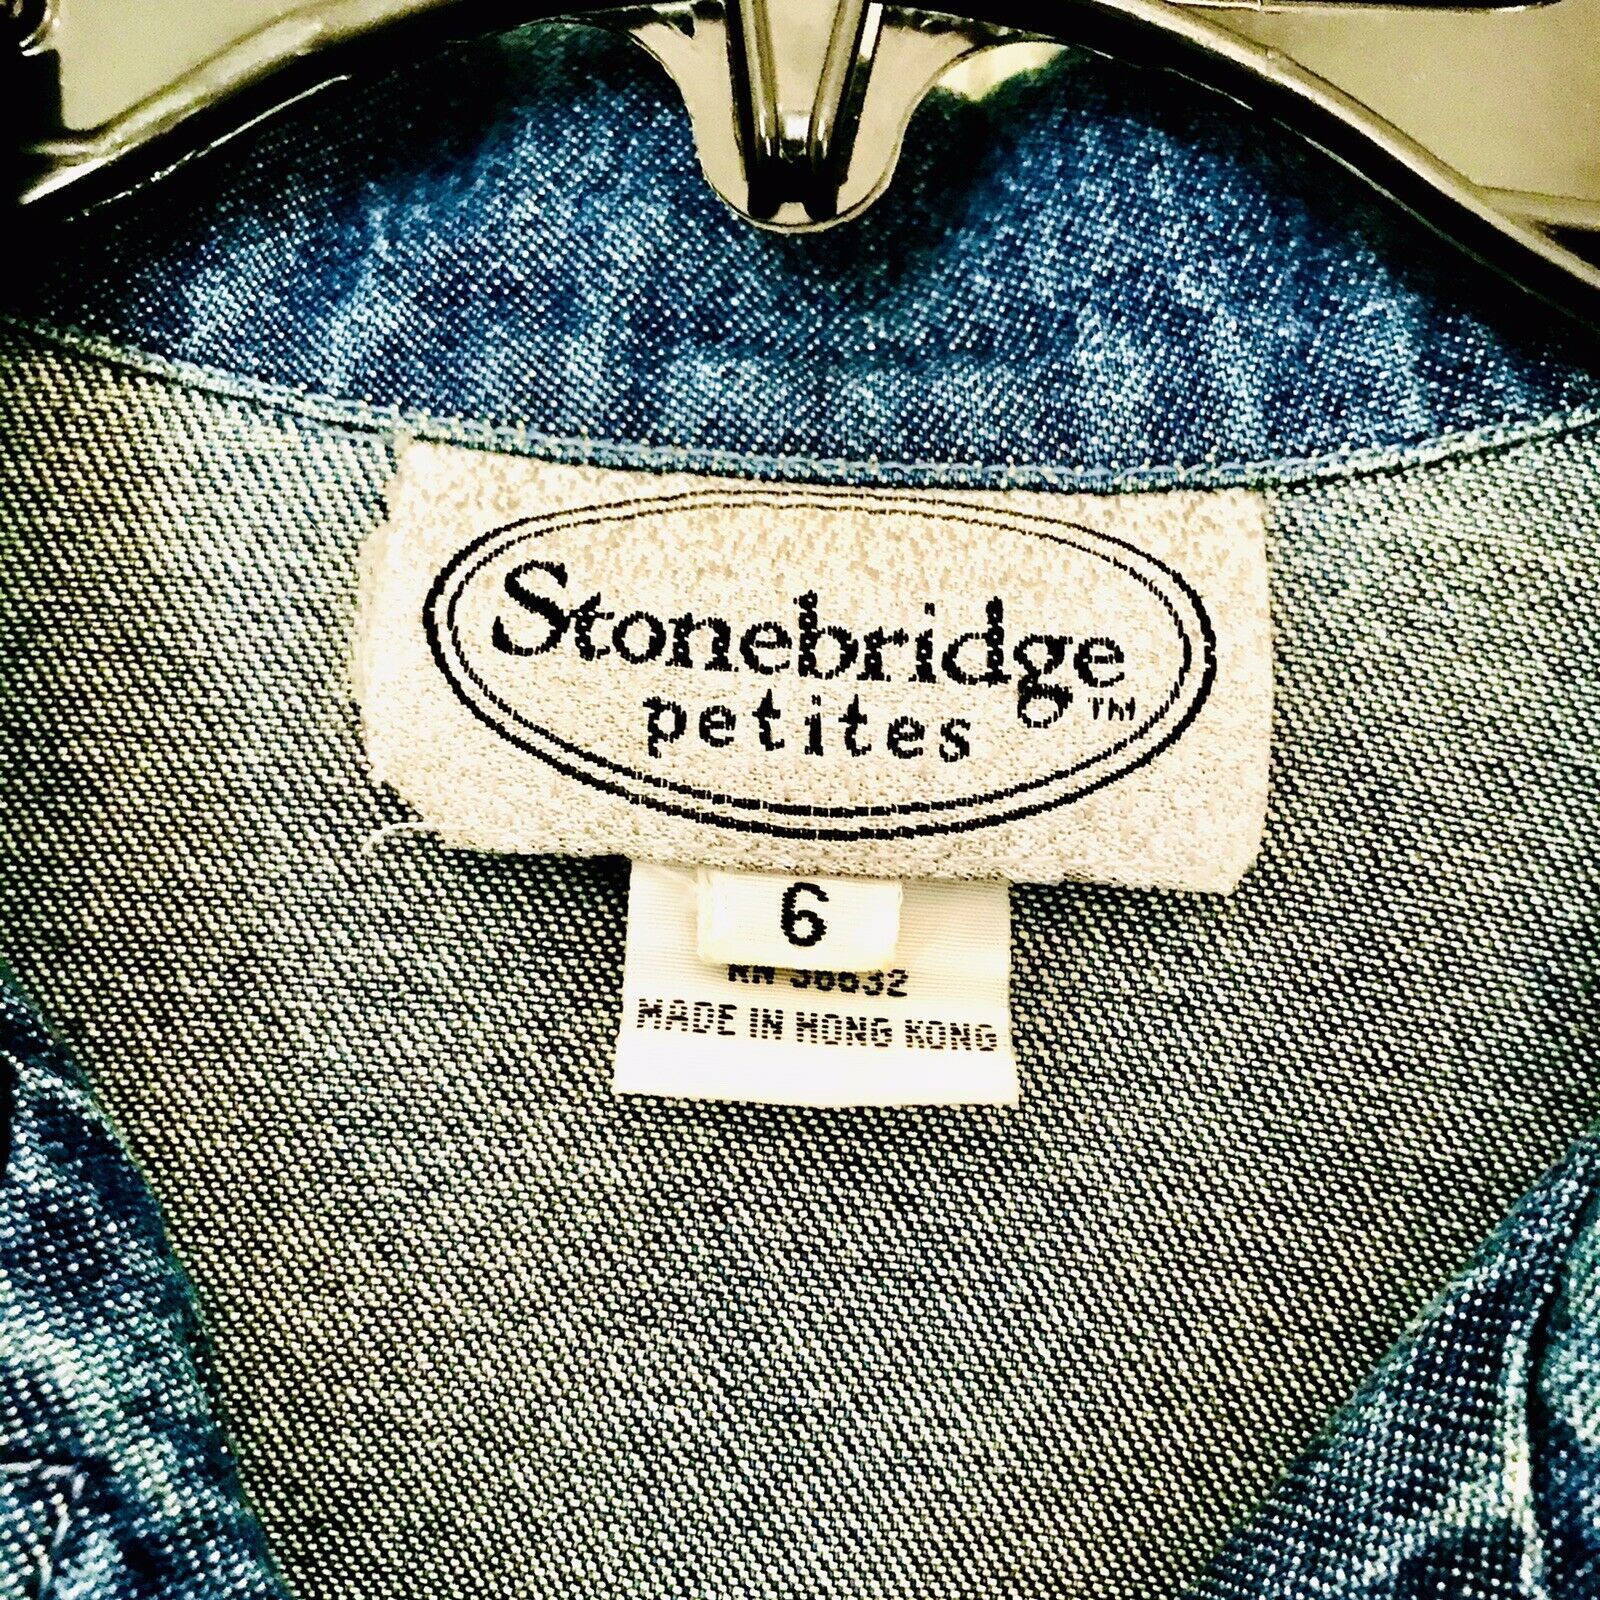 Stonebridge
petites ™
6
MADE IN HONG KONG